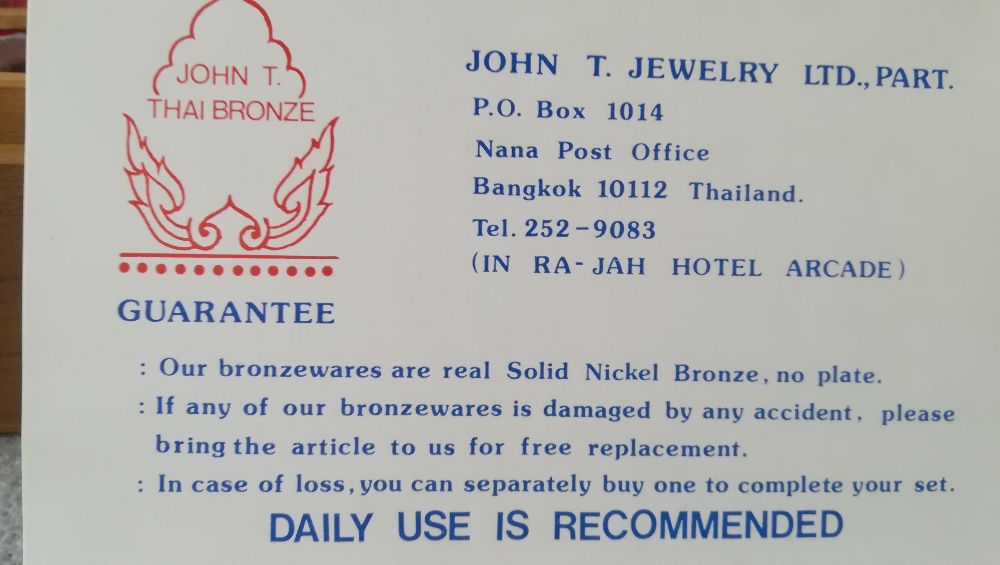 JOHN T.
THAI BRONZE
JOHN T. JEWELRY LTD., PART.
P.O. Box 1014
Nana Post Office
Bangkok 10112 Thailand.
Tel. 252-9083
(IN RA-JAH HOTEL ARCADE)
GUARANTEE
: Our bronzewares are real Solid Nickel Bronze, no plate.
: If any of our bronzewares is damaged by any accident, please
bring the article to us for free replacement.
: In case of loss, you can separately buy one to complete your set.
DAILY USE IS RECOMMENDED